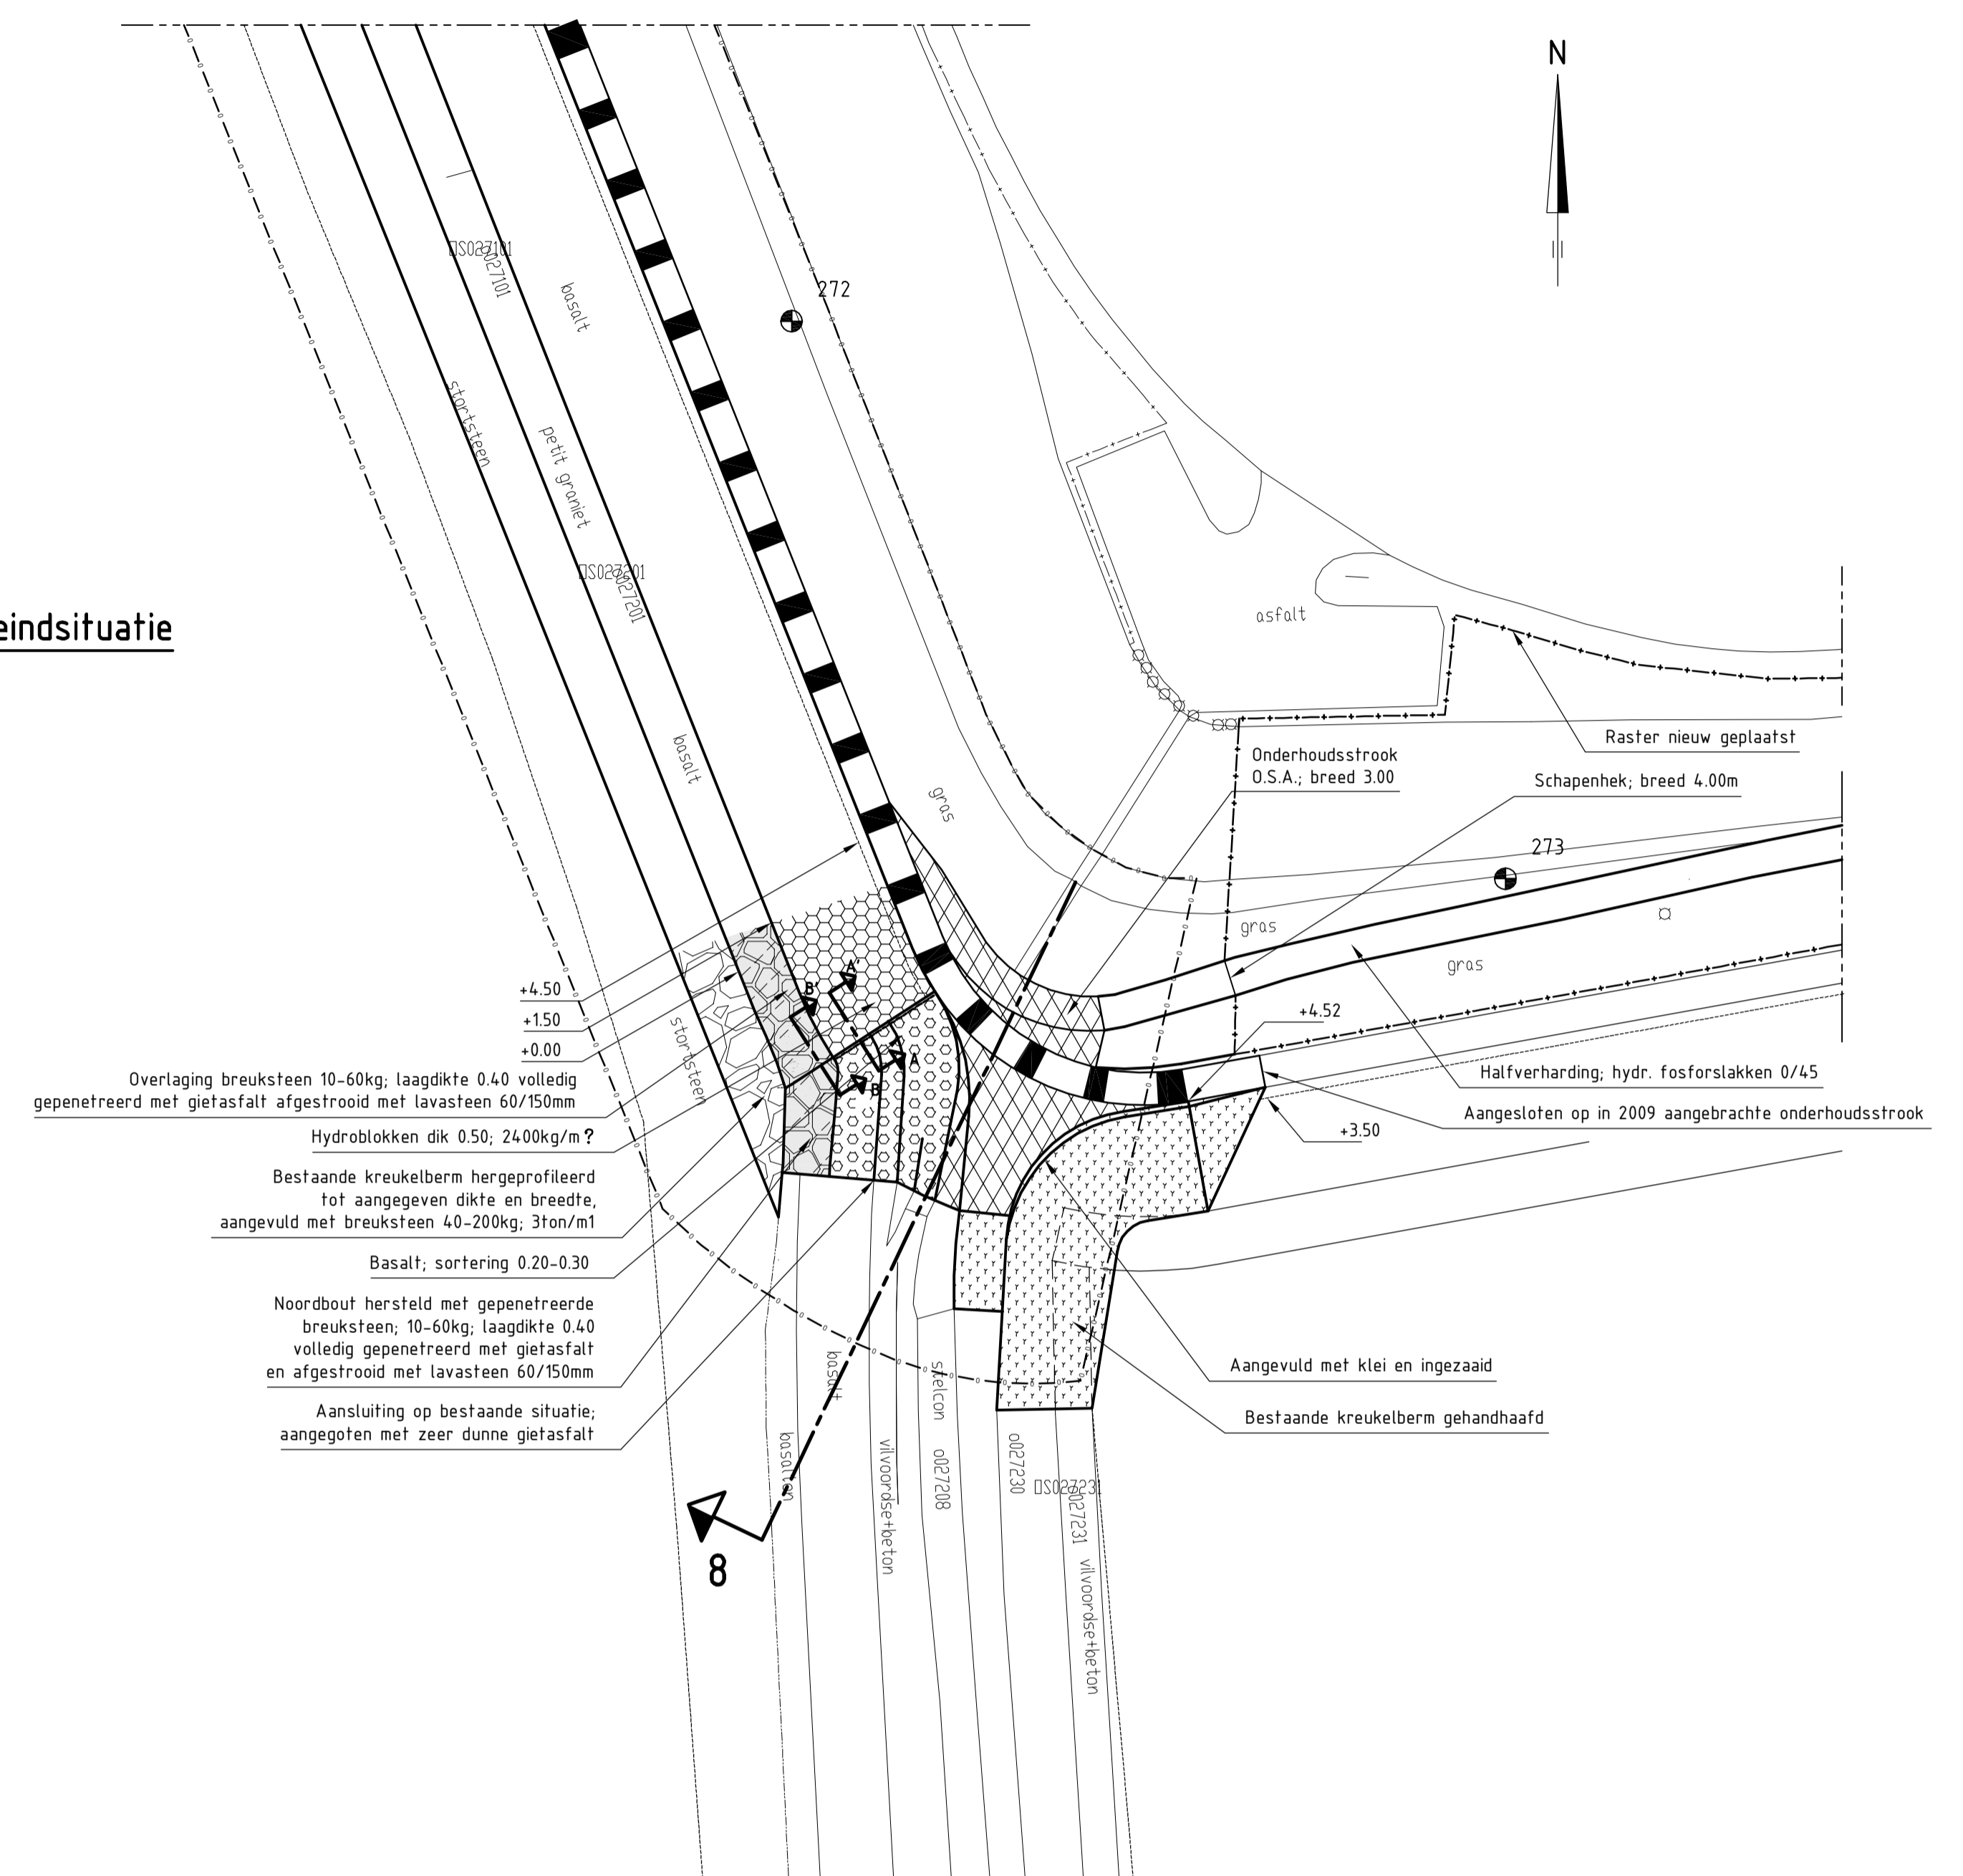 N
S027101
o027101
basalt
272
stortsteen
petit graniet
S027201
o027201
eindsituatie
asfalt
basalt
gras
Raster nieuw geplaatst
Onderhoudsstrook
O.S.A.; breed 3.00
Schapenhek; breed 4.00m
273
gras
gras
+4.50
+1.50
+0.00
A'
B'
A
B
stortsteen
+4.52
Overlaging breuksteen 10-60kg; laagdikte 0.40 volledig
gepenetreerd met gietasfalt afgestrooid met lavasteen 60/150mm
Halfverharding; hydr. fosforslakken 0/45
Aangesloten op in 2009 aangebrachte onderhoudsstrook
+3.50
Hydroblokken dik 0.50; 2400kg/m?
Bestaande kreukelberm hergeprofileerd
tot aangegeven dikte en breedte,
aangevuld met breuksteen 40-200kg; 3ton/m1
Basalt; sortering 0.20-0.30
Noordbout hersteld met gepenetreerde
breuksteen; 10-60kg; laagdikte 0.40
volledig gepenetreerd met gietasfalt
en afgestrooid met lavasteen 60/150mm
Aansluiting op bestaande situatie;
aangegoten met zeer dunne gietasfalt
Aangevuld met klei en ingezaaid
Bestaande kreukelberm gehandhaafd
basalt
stelcon
basalton
vilvoordse+beton
o027208
o027230
S027231
o027231
vilvoordse+beton
8